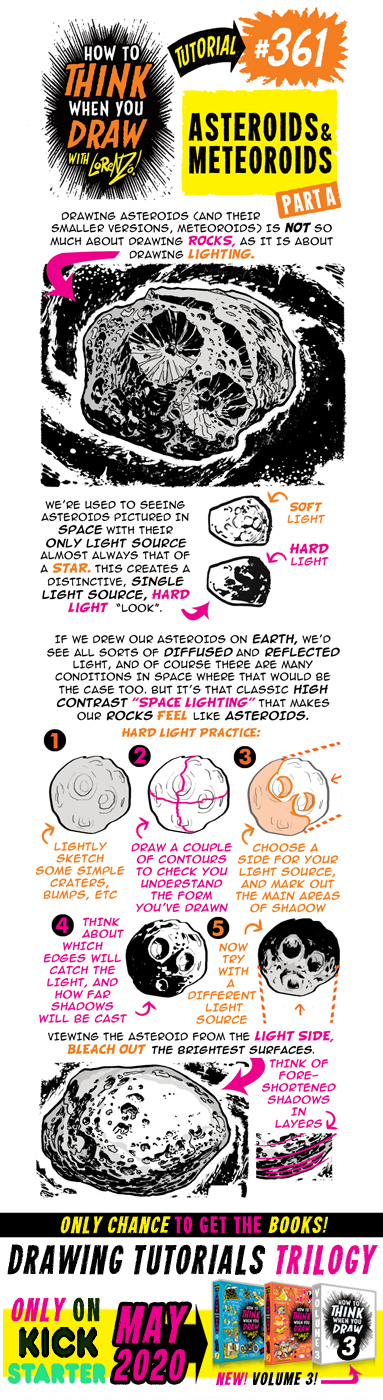 HOW TO
THINK
WHEN YOU
DRAW
WITH LORENZO!
TUTORIAL
#361
ASTEROIDS &
METEOROIDS
PART A
DRAWING ASTEROIDS (AND THEIR
SMALLER VERSIONS, METEOROIDS) IS NOT SO
MUCH ABOUT DRAWING ROCKS, AS IT IS ABOUT
DRAWING LIGHTING.
WE'RE USED TO SEEING
ASTEROIDS PICTURED IN
SPACE WITH THEIR
ONLY LIGHT SOURCE
ALMOST ALWAYS THAT OF
A STAR. THIS CREATES A
DISTINCTIVE, SINGLE
LIGHT SOURCE, HARD
LIGHT "LOOK".
SOFT
LIGHT
HARD
LIGHT
IF WE DREW OUR ASTEROIDS ON EARTH, WE'D
SEE ALL SORTS OF DIFFUSED AND REFLECTED
LIGHT, AND OF COURSE THERE ARE MANY
CONDITIONS IN SPACE WHERE THAT WOULD BE
THE CASE TOO. BUT IT'S THAT CLASSIC HIGH
CONTRAST "SPACE LIGHTING" THAT MAKES
OUR ROCKS FEEL LIKE ASTEROIDS.
HARD LIGHT PRACTICE:
1
LIGHTLY
SKETCH
SOME SIMPLE
CRATERS,
BUMPS, ETC
2
DRAW A COUPLE
OF CONTOURS
TO CHECK YOU
UNDERSTAND
THE FORM
YOU'VE DRAWN
3
CHOOSE A
SIDE FOR YOUR
LIGHT SOURCE,
AND MARK OUT
THE MAIN AREAS
OF SHADOW
4 THINK
ABOUT
WHICH
EDGES WILL
CATCH THE
LIGHT, AND
HOW FAR
SHADOWS
WILL BE CAST
5
NOW
TRY
WITH
A
DIFFERENT
LIGHT
SOURCE
VIEWING THE ASTEROID FROM THE LIGHT SIDE,
BLEACH OUT THE BRIGHTEST SURFACES.
THINK OF
FORE-
SHORTENED
SHADOWS
IN
LAYERS
ONLY CHANCE TO GET THE BOOKS!
DRAWING TUTORIALS TRILOGY
ONLY ON
KICK
STARTER
MAY
2020
VOLUME 3
HOW TO
THINK
WHEN YOU
DRAW
3
NEW! VOLUME 3!